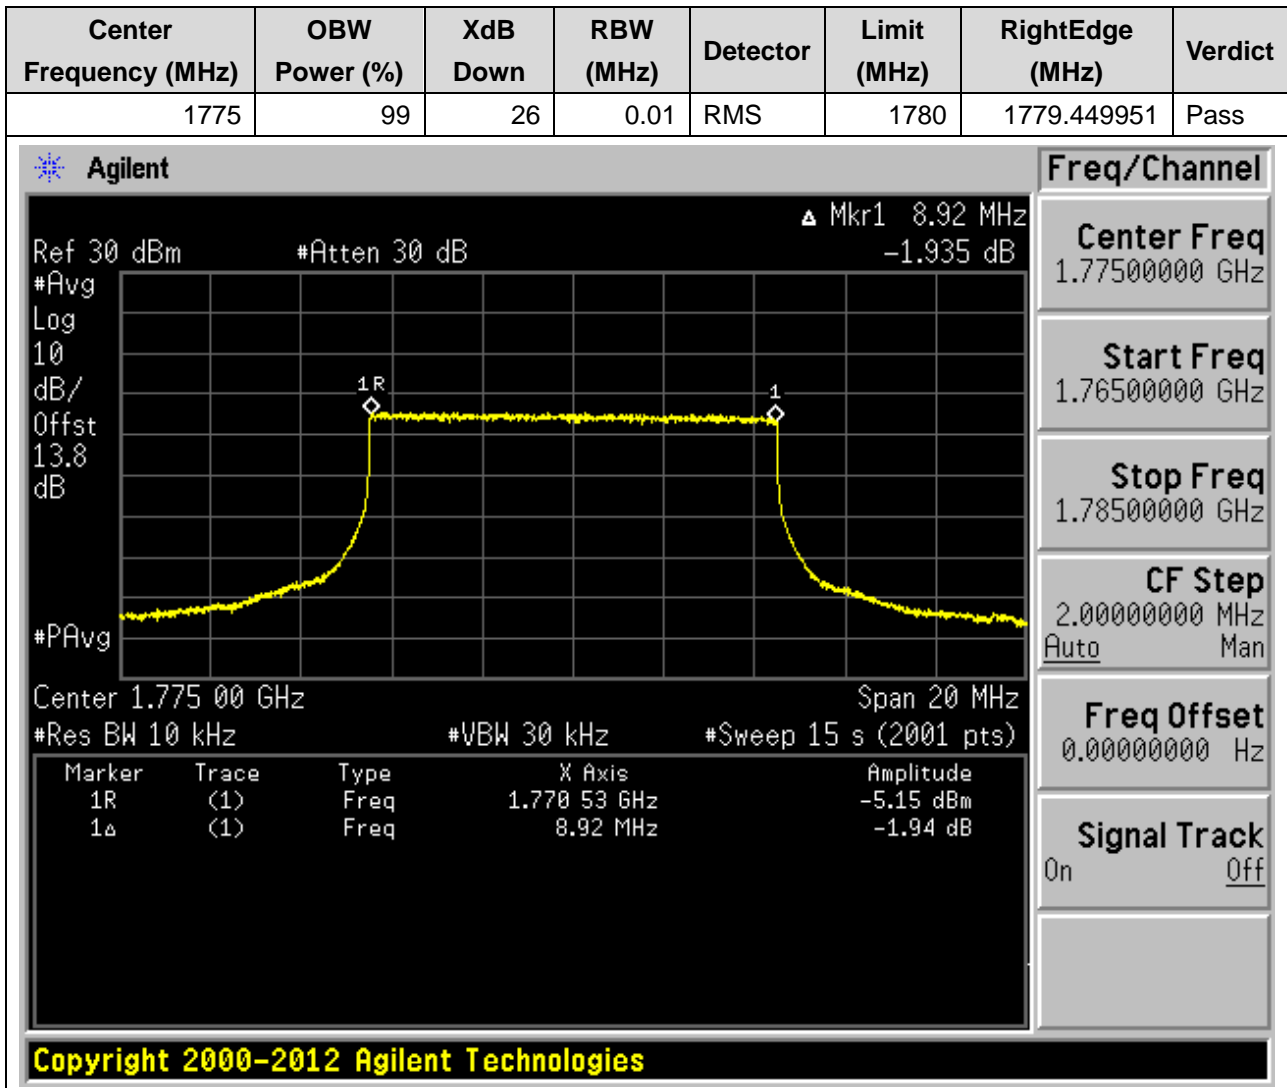 Center Frequency (MHz) OBW Power (%) XdB Down RBW (MHz) Detector Limit (MHz) RightEdge (MHz) Verdict
1775 99 26 0.01 RMS 1780 1779.449951 Pass
Agilent
Δ Mkr1 8.92 MHz
Ref 30 dBm #Atten 30 dB -1.935 dB
#Avg
Log
10
dB/
Offst
13.8
dB
1R
1
#PAvg
Center 1.775 00 GHz Span 20 MHz
#Res BW 10 kHz #VBW 30 kHz #Sweep 15 s (2001 pts)
Marker Trace Type X Axis Amplitude
1R (1) Freq 1.770 53 GHz -5.15 dBm
1Δ (1) Freq 8.92 MHz -1.94 dB
Freq/Channel
Center Freq
1.77500000 GHz
Start Freq
1.76500000 GHz
Stop Freq
1.78500000 GHz
CF Step
2.00000000 MHz
Auto Man
Freq Offset
0.00000000 Hz
Signal Track
On Off
Copyright 2000-2012 Agilent Technologies